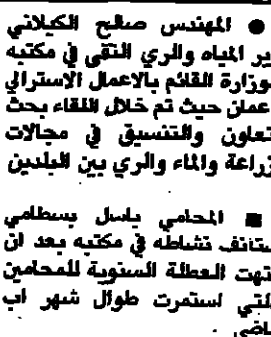 ● المهندس صالح الكيلاني
ير المياه والري التقى في مكتبه
وزارة القائم بالاعمال الاسترالي
عمان حيث تم خلال اللقاء بحث
تعاون والتنسيق في مجالات
زراعة والماء والري بين البلدين
■ المحامي باسل بسطامي
ستانف نشاطه في مكتبه بعد ان
نتهت العطلة السنوية للمحامين
لتي استمرت طوال شهر اب
ماضي .